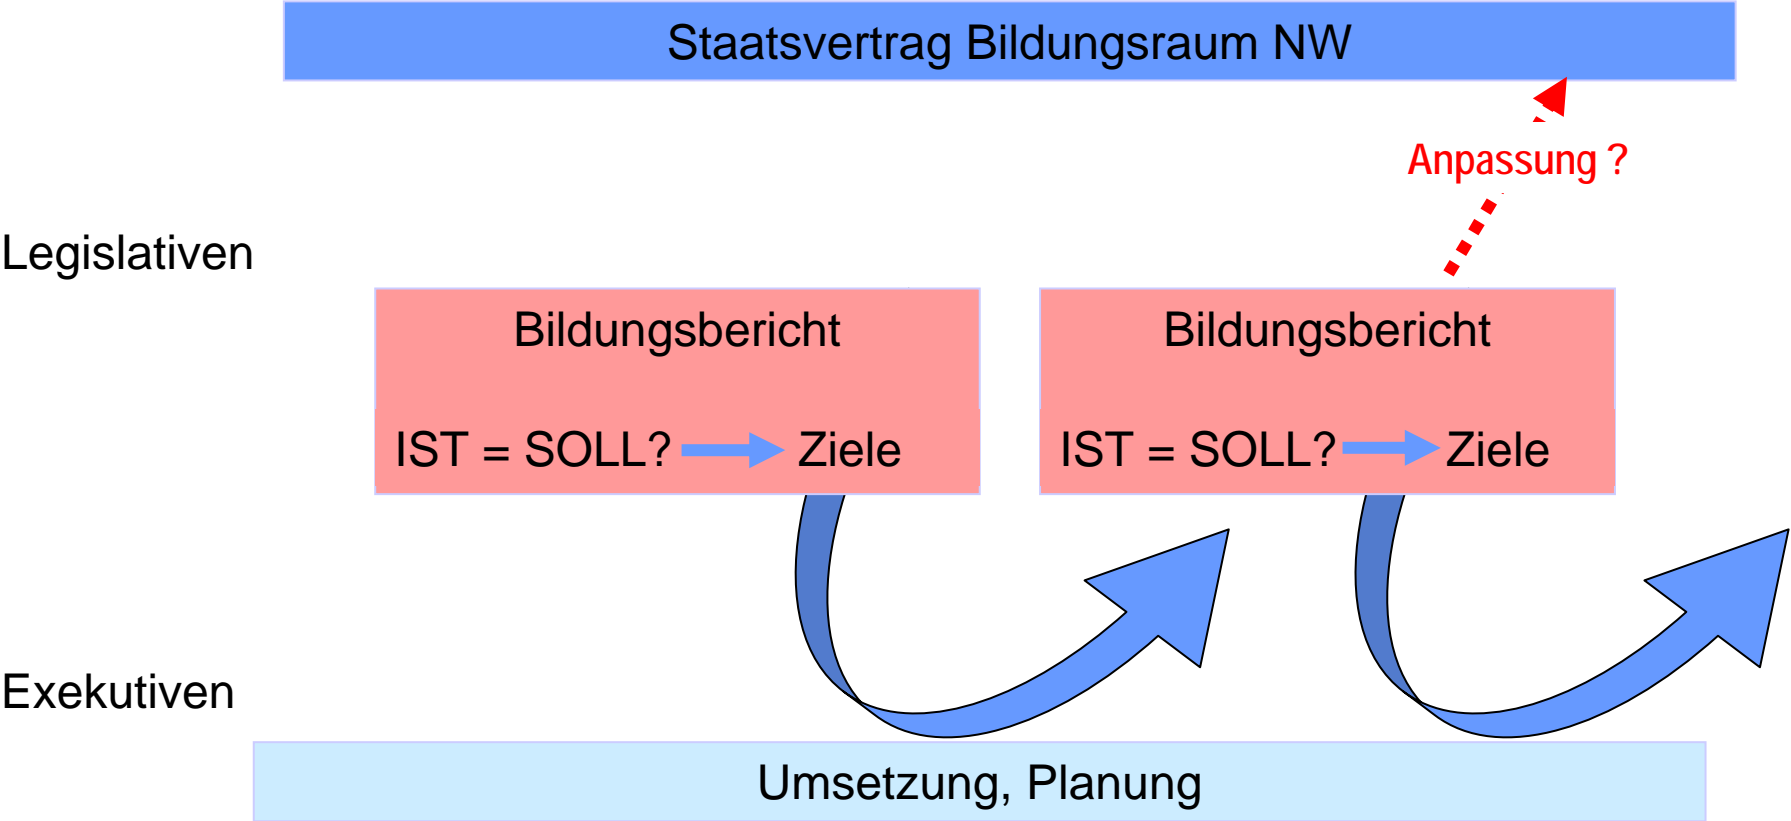 Staatsvertrag Bildungsraum NW
Anpassung ?
Legislativen
Bildungsbericht
IST = SOLL? Ziele
Bildungsbericht
IST = SOLL? Ziele
Exekutiven
Umsetzung, Planung